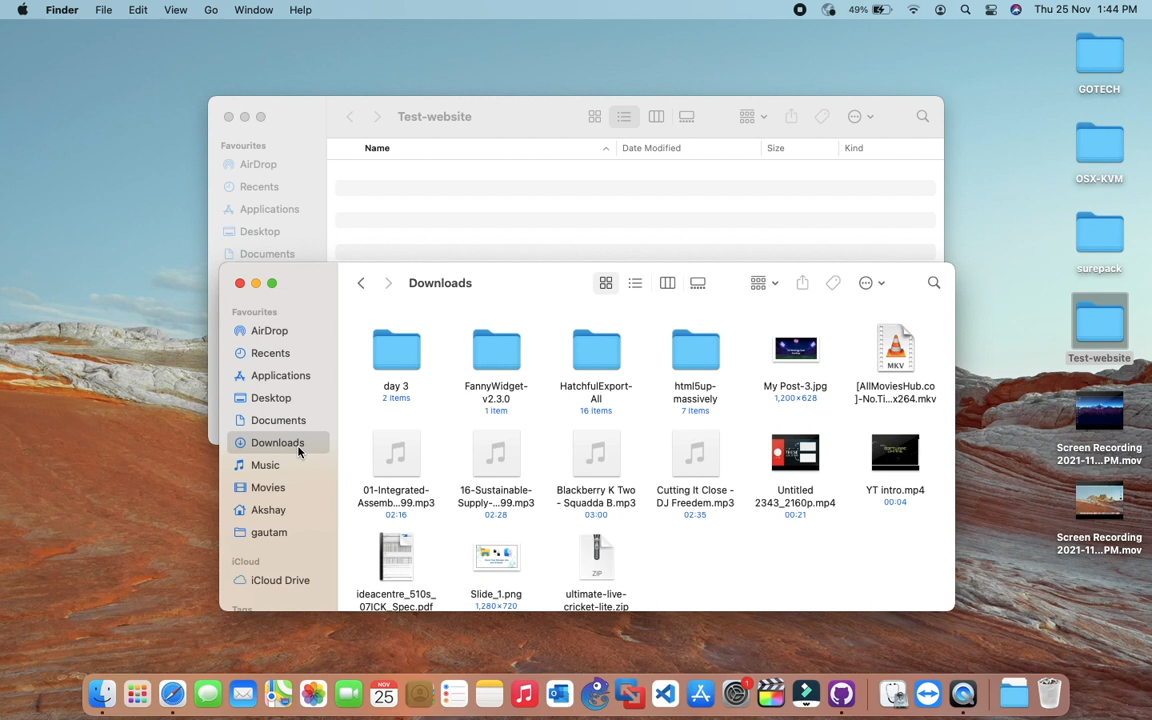 Finder File Edit View Go Window Help
49% Thu 25 Nov 1:44 PM
GOTECH
OSX-KVM
surepack
Test-website
Screen Recording
2021-11...PM.mov
Screen Recording
2021-11...PM.mov
Test-website
Favourites
AirDrop
Recents
Applications
Desktop
Documents
Name Date Modified Size Kind
Downloads
Favourites
AirDrop
Recents
Applications
Desktop
Documents
Downloads
Music
Movies
Akshay
gautam
iCloud
iCloud Drive
Tags
day 3
2 items
FannyWidget-
v2.3.0
1 item
HatchfulExport-
All
16 items
html5up-
massively
7 items
My Post-3.jpg
1,200×628
[AllMoviesHub.co
]-No.Ti...x264.mkv
MKV
01-Integrated-
Assemb...99.mp3
02:16
16-Sustainable-
Supply-...99.mp3
02:28
Blackberry K Two
- Squadda B.mp3
03:00
Cutting It Close -
DJ Freedem.mp3
02:35
Untitled
2343_2160p.mp4
00:21
YT intro.mp4
00:04
ideacentre_510s_
07ICK_Spec.pdf
Slide_1.png
1,280×720
ZIP
ultimate-live-
cricket-lite.zip
NOV
25
1